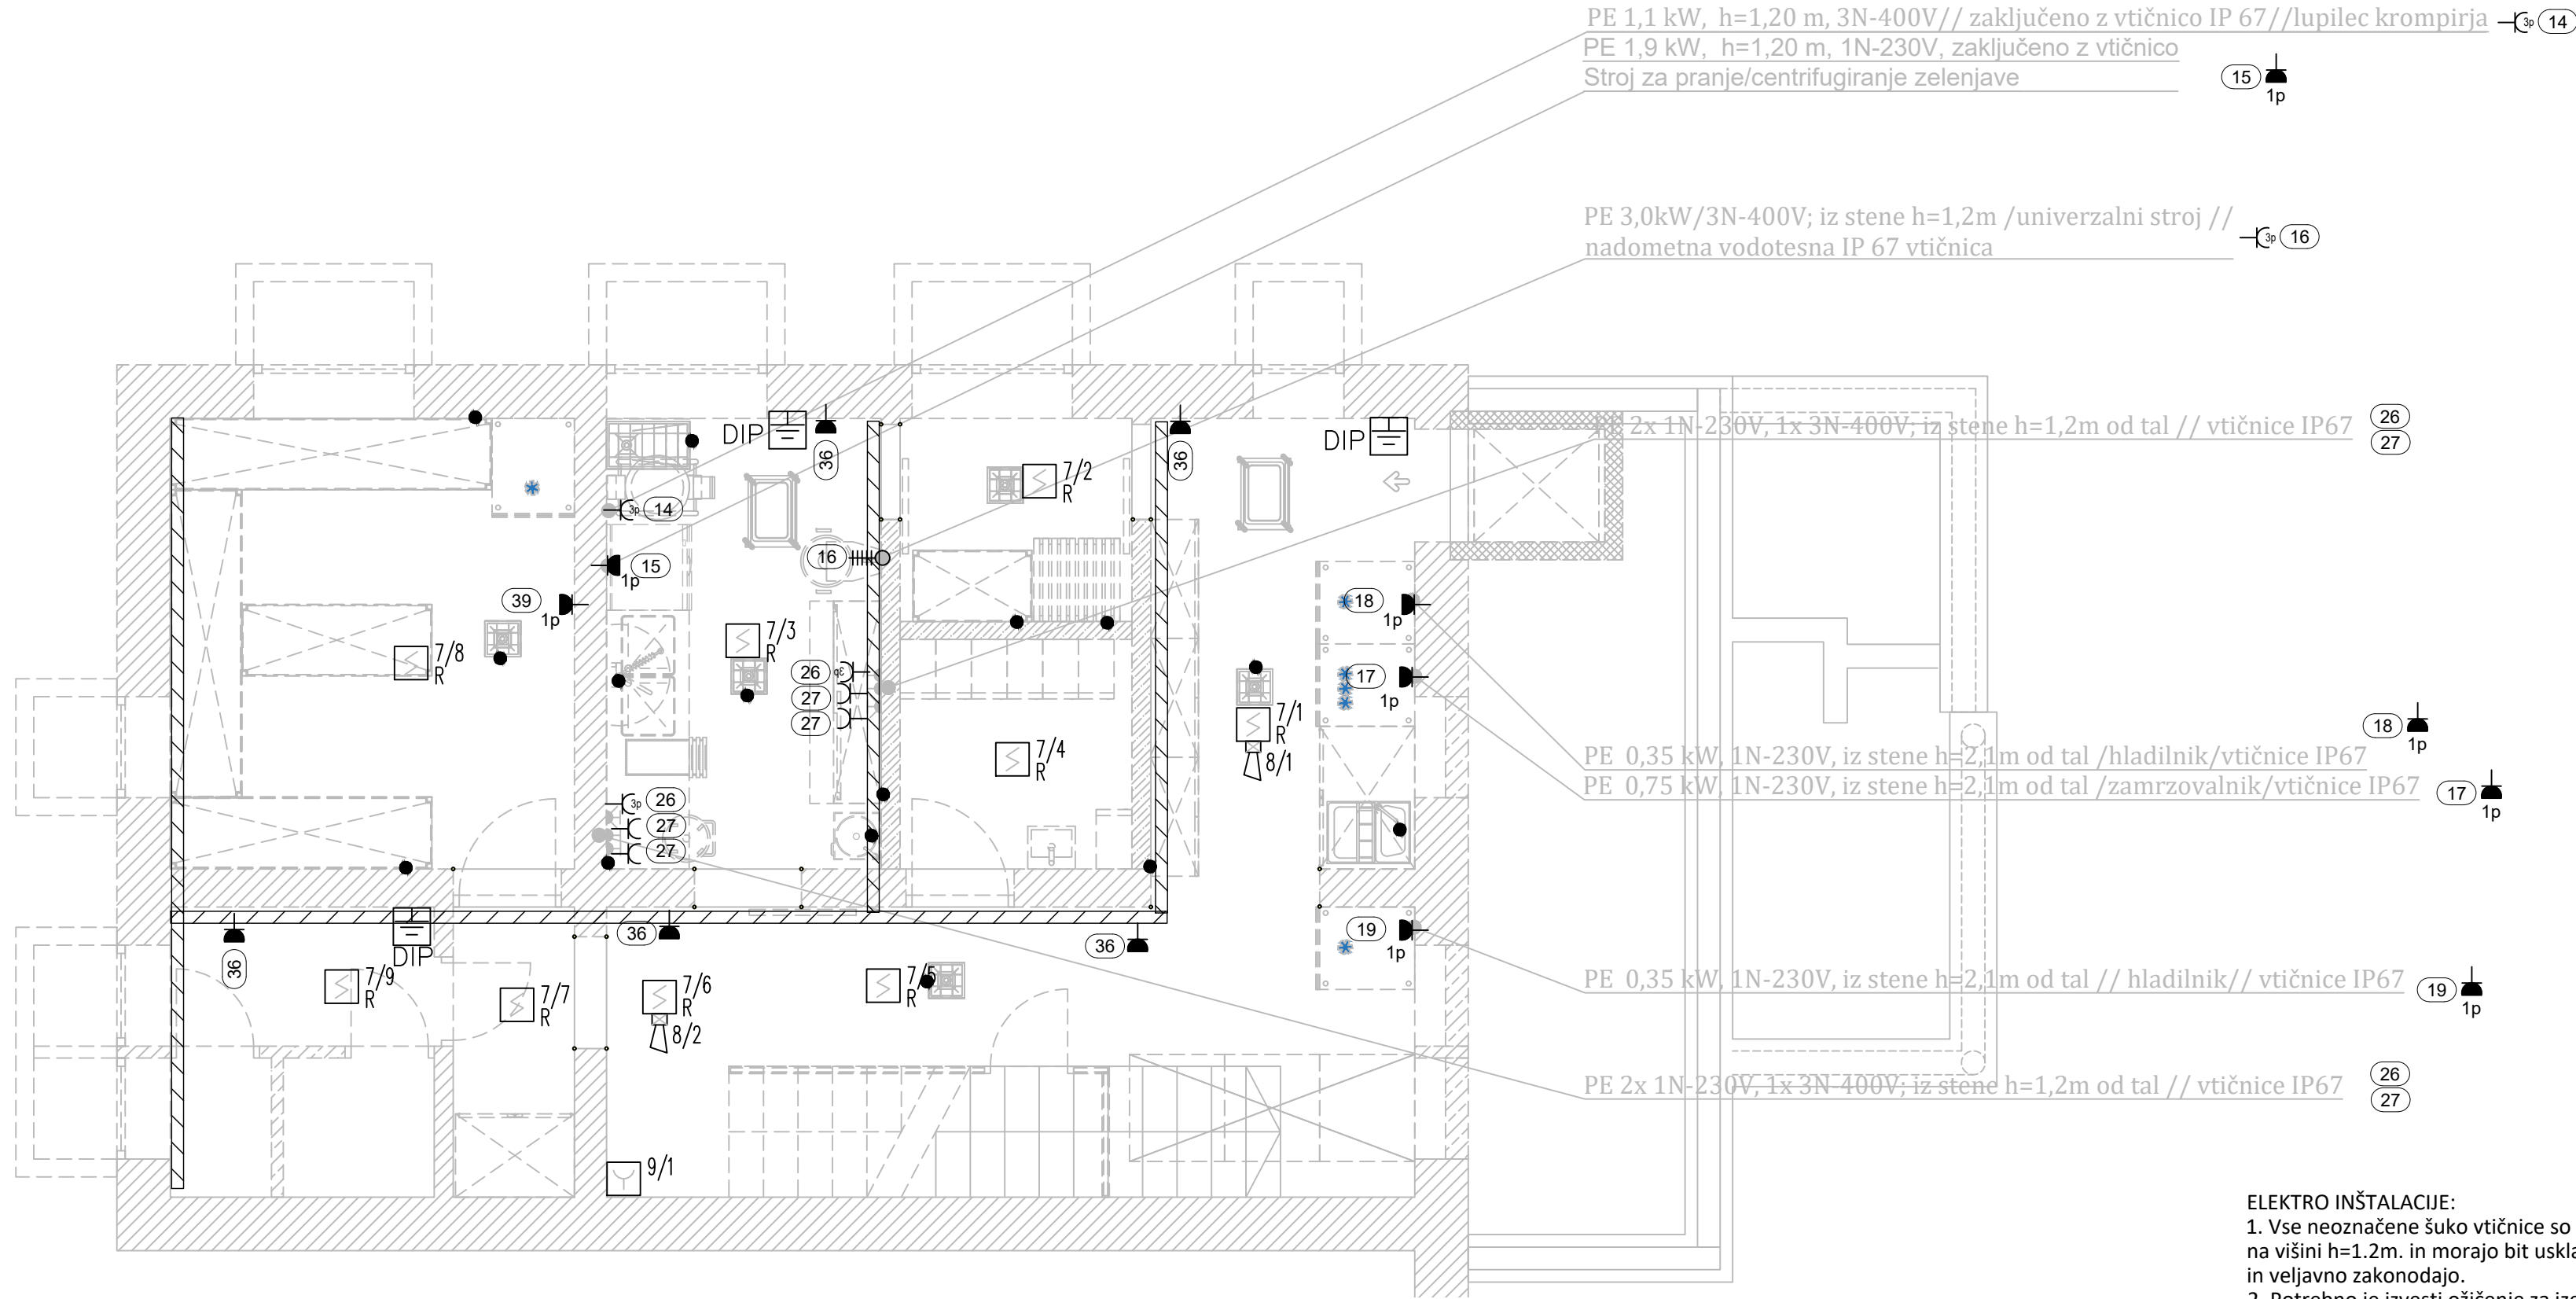 PE 1,1 kW, h=1,20 m, 3N-400V// zaključeno z vtičnico IP 67//lupilec krompirja
3p 14
PE 1,9 kW, h=1,20 m, 1N-230V, zaključeno z vtičnico
Stroj za pranje/centrifugiranje zelenjave
15
1p
PE 3,0kW/3N-400V; iz stene h=1,2m /univerzalni stroj //
nadometna vodotesna IP 67 vtičnica
3p 16
PE 2x 1N-230V, 1x 3N-400V; iz stene h=1,2m od tal // vtičnice IP67
26
27
DIP
36
36
DIP
7/2
R
3p 14
16
15
1p
39
1p
18
1p
7/3
R
7/8
R
26
3p
27
27
17
1p
7/1
R
8/1
7/4
R
18
1p
PE 0,35 kW, 1N-230V, iz stene h=2,1m od tal /hladilnik/vtičnice IP67
PE 0,75 kW, 1N-230V, iz stene h=2,1m od tal /zamrzovalnik/vtičnice IP67
17
1p
3p 26
27
27
36
DIP
36
36
19
1p
7/9
R
7/7
R
7/6
R
8/2
7/5
R
PE 0,35 kW, 1N-230V, iz stene h=2,1m od tal // hladilnik// vtičnice IP67
19
1p
PE 2x 1N-230V, 1x 3N-400V; iz stene h=1,2m od tal // vtičnice IP67
26
27
9/1
ELEKTRO INŠTALACIJE:
1. Vse neoznačene šuko vtičnice so
na višini h=1.2m. in morajo bit uskla
in veljavno zakonodajo.
2. Potrebno je izvesti ožičenje za ize